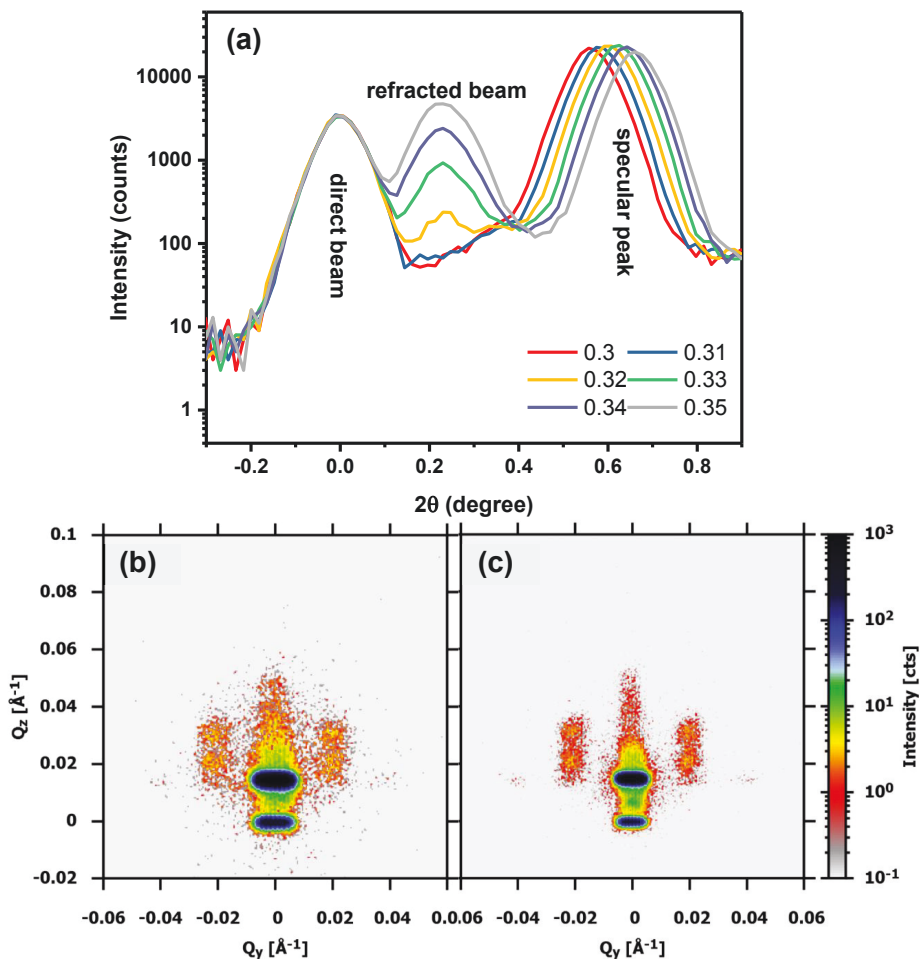 (a)
refracted beam
direct beam
specular peak
Intensity (counts)
10000
1000
100
10
1
0.3 0.31
0.32 0.33
0.34 0.35
-0.2 0.0 0.2 0.4 0.6 0.8
2θ (degree)
(b)
(c)
0.1
0.08
0.06
0.04
0.02
0
-0.02
Qz [Å-1]
-0.06 -0.04 -0.02 0 0.02 0.04 0.06
Qy [Å-1]
-0.06 -0.04 -0.02 0 0.02 0.04 0.06
Qy [Å-1]
10³
10²
10¹
10⁰
10⁻¹
Intensity [cts]